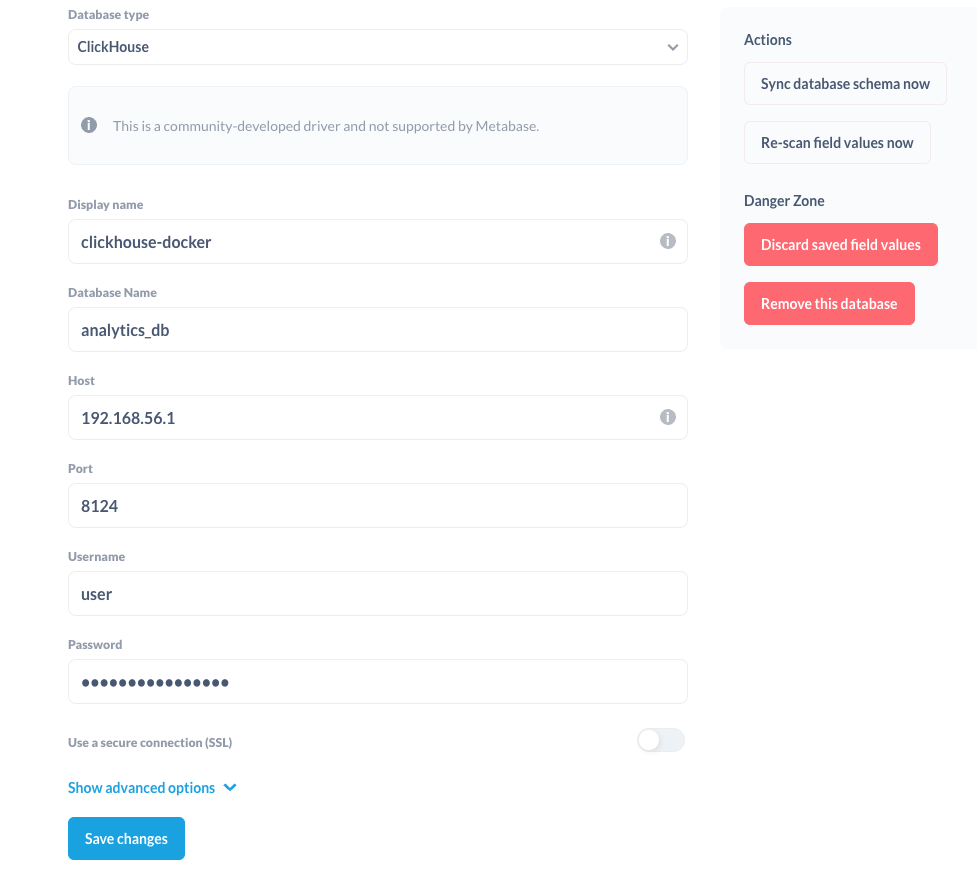 Database type
ClickHouse
This is a community-developed driver and not supported by Metabase.
Display name
clickhouse-docker
Database Name
analytics_db
Host
192.168.56.1
Port
8124
Username
user
Password
••••••••••••••••
Use a secure connection (SSL)
Show advanced options
Save changes
Actions
Sync database schema now
Re-scan field values now
Danger Zone
Discard saved field values
Remove this database